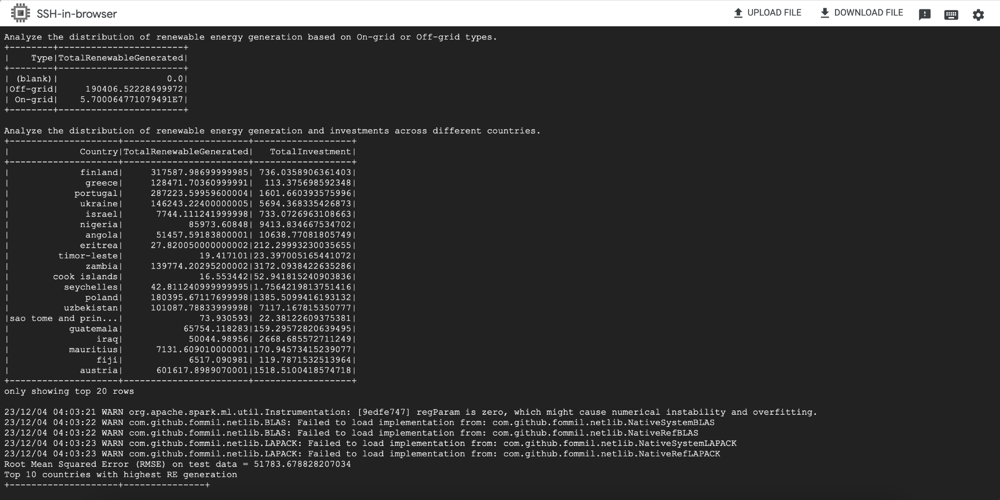 SSH-in-browser
UPLOAD FILE
DOWNLOAD FILE
Analyze the distribution of renewable energy generation based on On-grid or Off-grid types.
+--------+-----------------------+
|    Type|TotalRenewableGenerated|
+--------+-----------------------+
| (blank)|                    0.0|
|Off-grid|     190406.52228499972|
| On-grid|    5.700064771079491E7|
+--------+-----------------------+
Analyze the distribution of renewable energy generation and investments across different countries.
+--------------------+-----------------------+------------------+
|             Country|TotalRenewableGenerated|   TotalInvestment|
+--------------------+-----------------------+------------------+
|             finland|     317587.98699999985| 736.0358906361403|
|              greece|     128471.70360999991|  113.375698592348|
|            portugal|     287223.59959600004| 1601.660393575996|
|             ukraine|     146243.22400000005| 5694.368335426873|
|              israel|      7744.111241999998| 733.0726963108663|
|             nigeria|            85973.60848| 9413.834667534702|
|              angola|      51457.59183800001| 10638.77081805749|
|             eritrea|     27.820050000000002|212.29993230035655|
|         timor-leste|              19.417101|23.397005165441072|
|              zambia|     139774.20295200002|3172.0938422635286|
|        cook islands|              16.553442|52.941815240903836|
|          seychelles|     42.811240999999995|1.7564219813751416|
|              poland|     180395.67117699998|1385.5099416193132|
|          uzbekistan|     101087.78833999998| 7117.167815350777|
|sao tome and prin...|              73.930593| 22.38122609375381|
|           guatemala|           65754.118283|159.29572820639495|
|                iraq|            50044.98956| 2668.685572711249|
|           mauritius|      7131.609010000001|170.94573415239077|
|                fiji|            6517.090981| 119.7871532513964|
|             austria|      601617.8989070001|1518.5100418574718|
+--------------------+-----------------------+------------------+
only showing top 20 rows
23/12/04 04:03:21 WARN org.apache.spark.ml.util.Instrumentation: [9edfe747] regParam is zero, which might cause numerical instability and overfitting.
23/12/04 04:03:22 WARN com.github.fommil.netlib.BLAS: Failed to load implementation from: com.github.fommil.netlib.NativeSystemBLAS
23/12/04 04:03:22 WARN com.github.fommil.netlib.BLAS: Failed to load implementation from: com.github.fommil.netlib.NativeRefBLAS
23/12/04 04:03:23 WARN com.github.fommil.netlib.LAPACK: Failed to load implementation from: com.github.fommil.netlib.NativeSystemLAPACK
23/12/04 04:03:23 WARN com.github.fommil.netlib.LAPACK: Failed to load implementation from: com.github.fommil.netlib.NativeRefLAPACK
Root Mean Squared Error (RMSE) on test data = 51783.678828207034
Top 10 countries with highest RE generation
+--------------------+---------------+